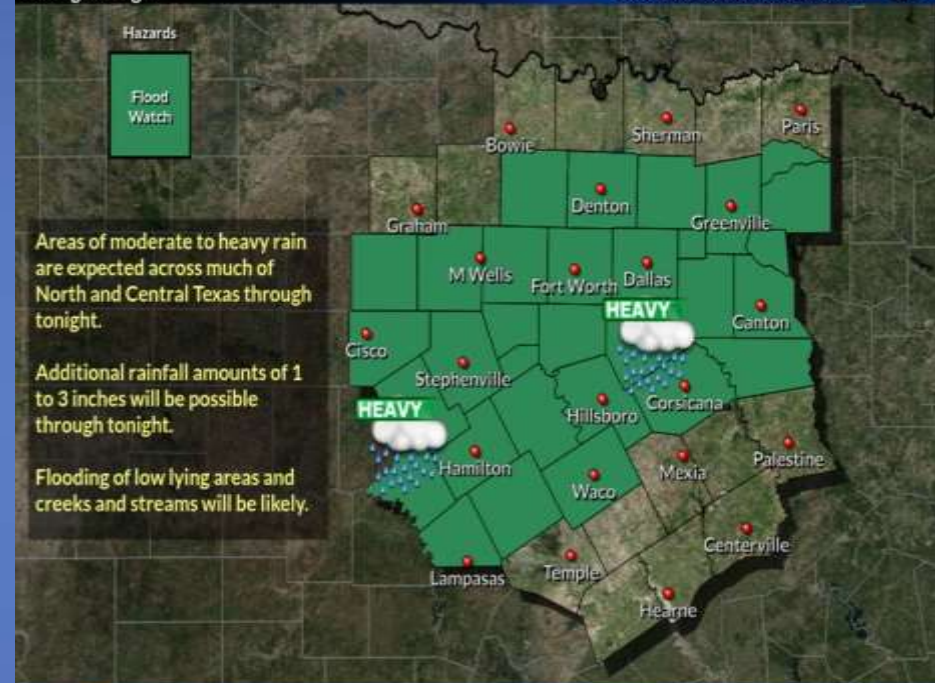 Hazards
Flood
Watch
Bowie
Sherman
Paris
Denton
Greenville
Graham
Areas of moderate to heavy rain
are expected across much of
North and Central Texas through
tonight.
M Wells
Fort Worth
Dallas
HEAVY
Canton
Cisco
Additional rainfall amounts of 1
to 3 inches will be possible
through tonight.
Stephenville
HEAVY
Hillsboro
Corsicana
Flooding of low lying areas and
creeks and streams will be likely.
Hamilton
Waco
Mexia
Palestine
Centerville
Lampasas
Temple
Hearne